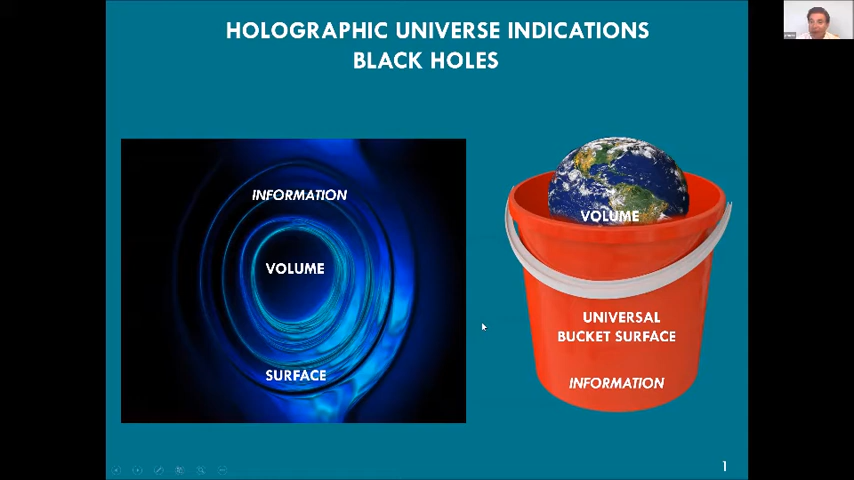 HOLOGRAPHIC UNIVERSE INDICATIONS
BLACK HOLES
INFORMATION
VOLUME
SURFACE
VOLUME
UNIVERSAL
BUCKET SURFACE
INFORMATION
1